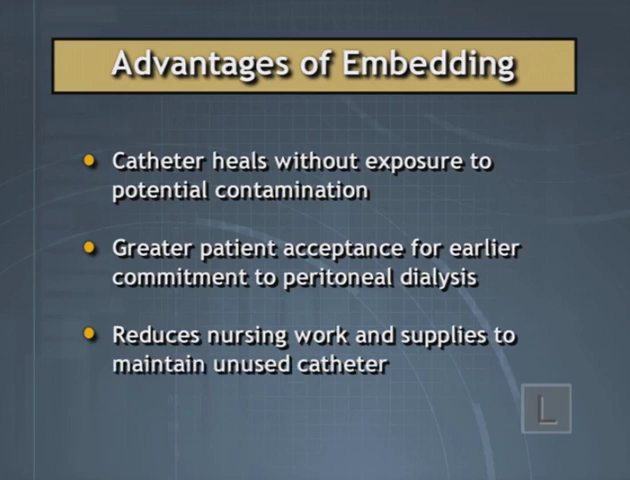 Advantages of Embedding
Catheter heals without exposure to
potential contamination
Greater patient acceptance for earlier
commitment to peritoneal dialysis
Reduces nursing work and supplies to
maintain unused catheter
L